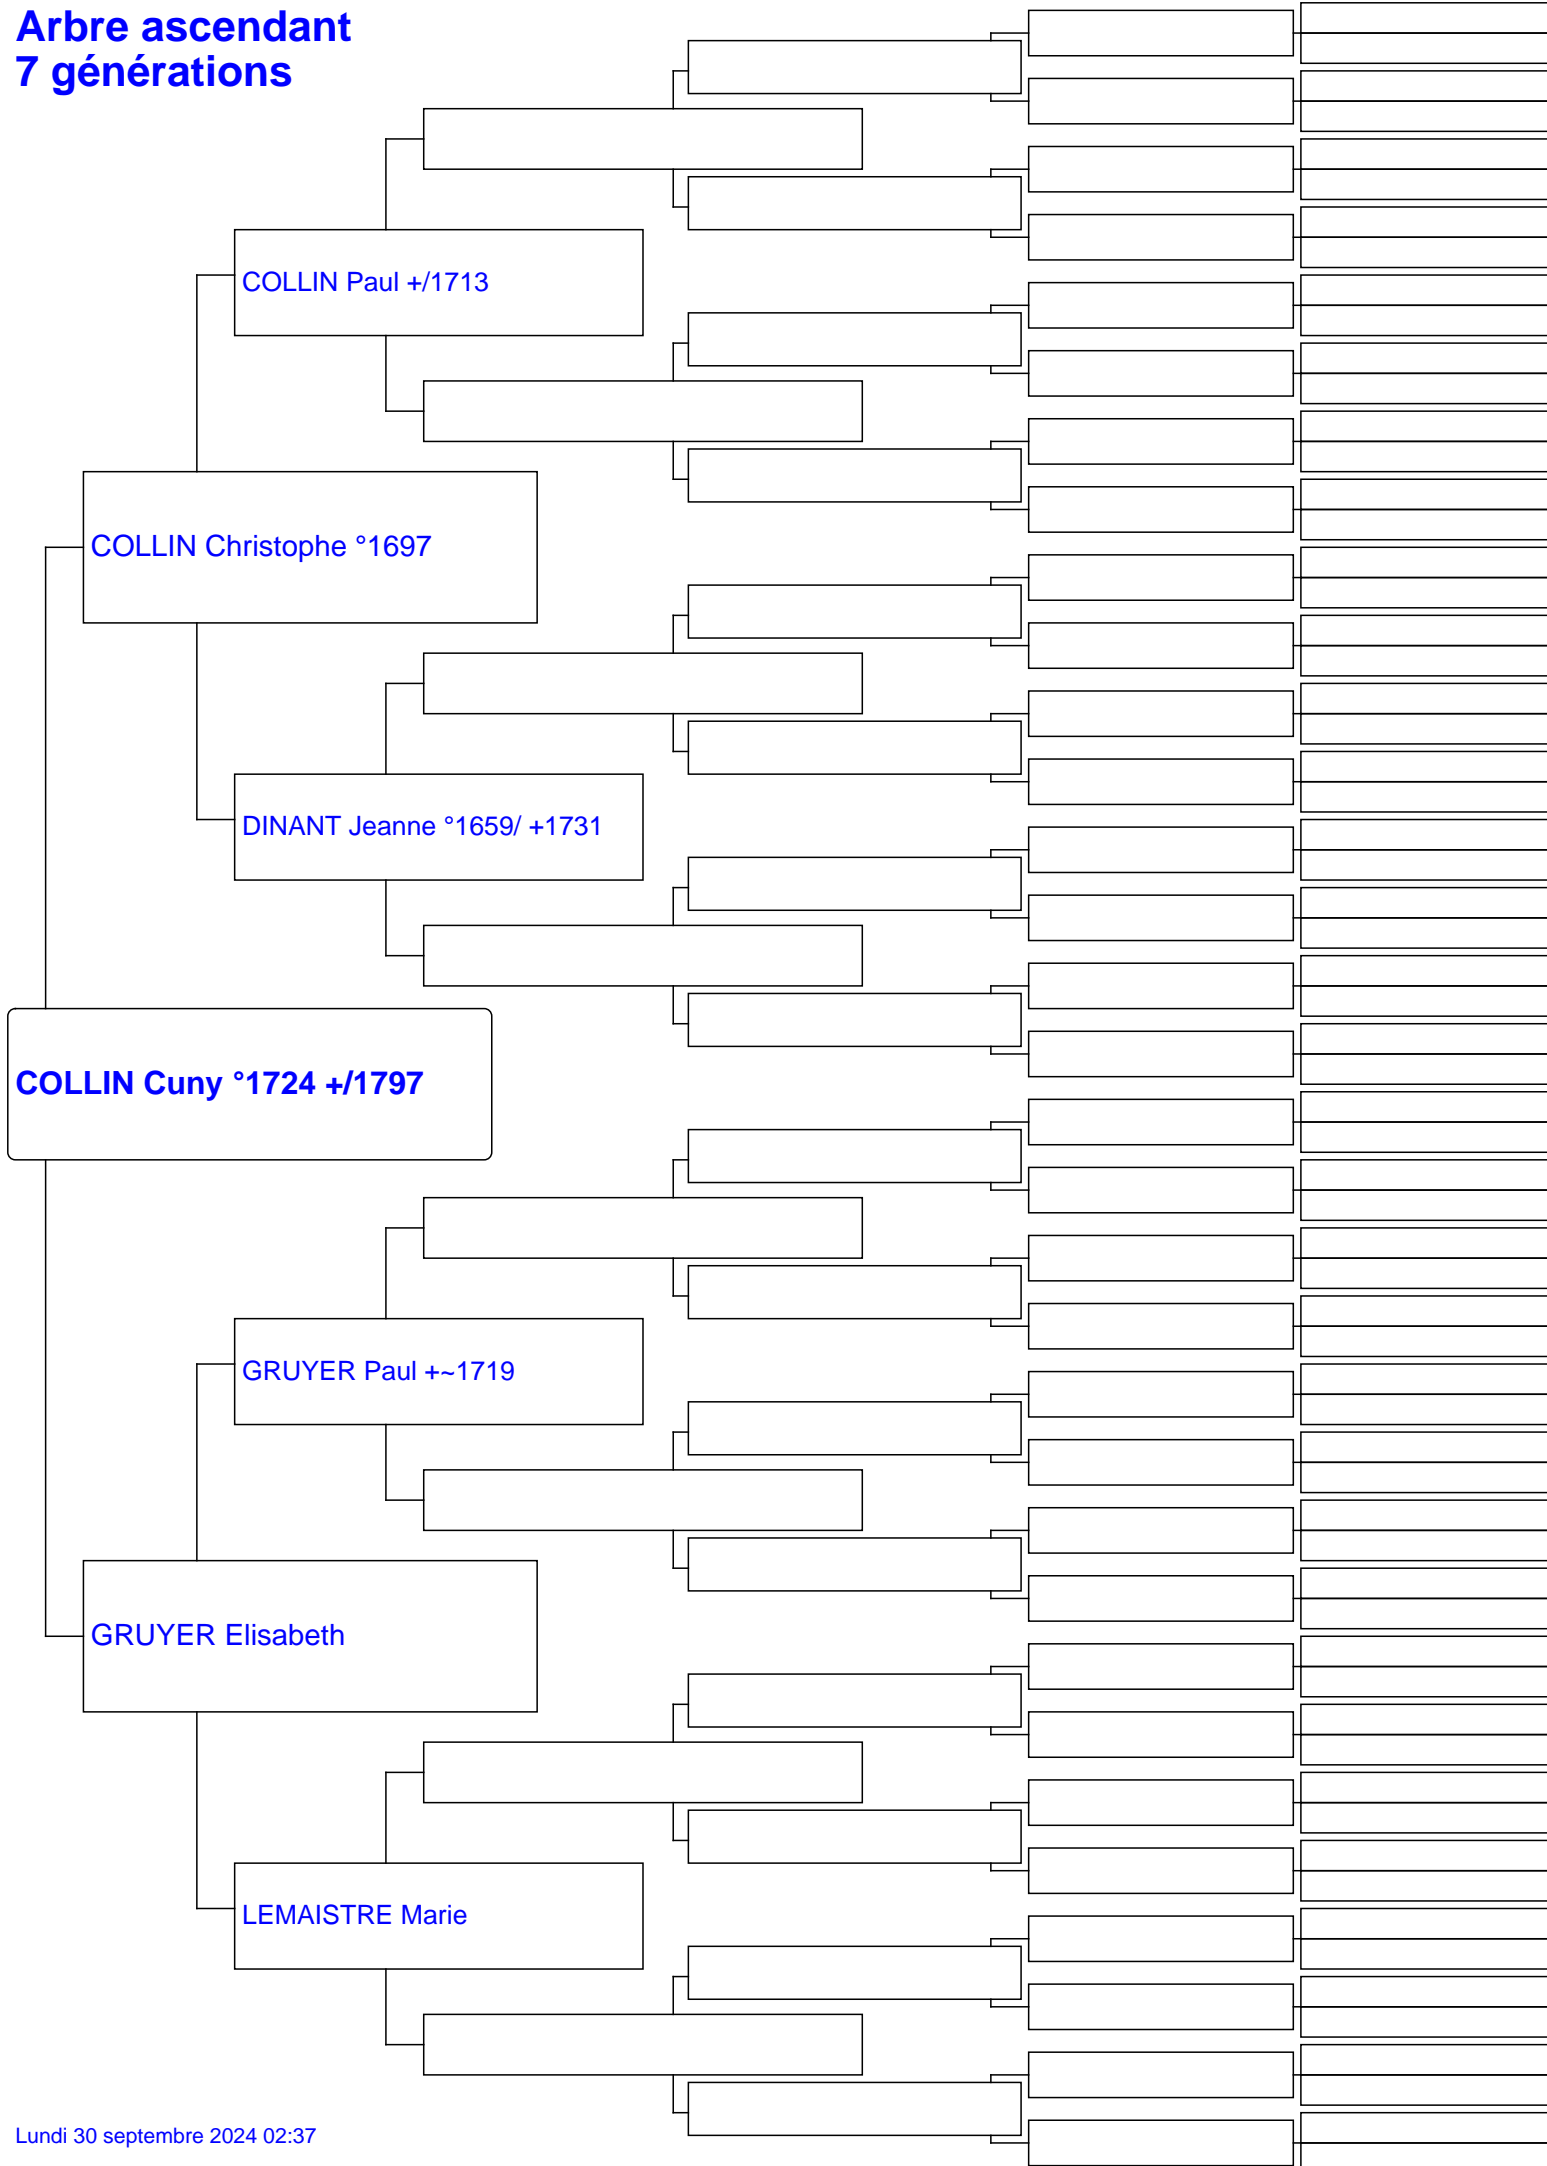 Arbre ascendant
7 générations
COLLIN Paul +/1713
COLLIN Christophe °1697
DINANT Jeanne °1659/ +1731
COLLIN Cuny °1724 +/1797
GRUYER Paul +~1719
GRUYER Elisabeth
LEMAISTRE Marie
Lundi 30 septembre 2024 02:37